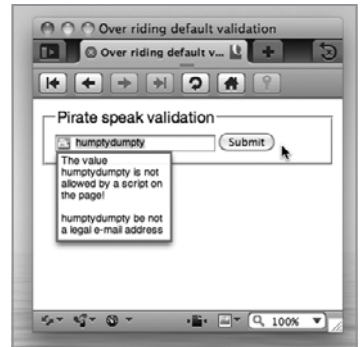 Over riding default validation
Over riding default v...
Pirate speak validation
humptydumpty
Submit
The value
humptydumpty is not
allowed by a script on
the page!
humptydumpty be not
a legal e-mail address
100%